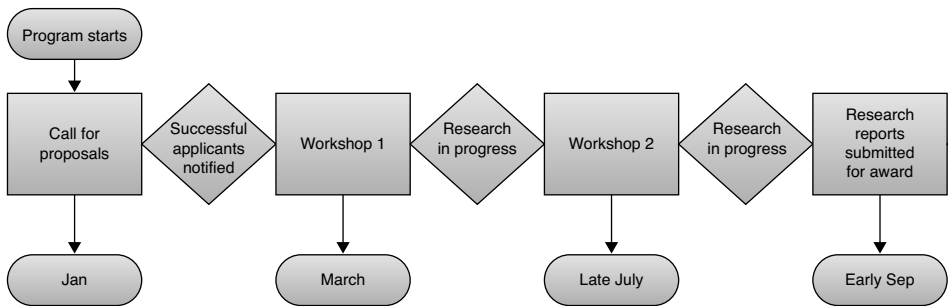 Program starts
Call for
proposals
Successful
applicants
notified
Workshop 1
Research
in progress
Workshop 2
Research
in progress
Research
reports
submitted
for award
Jan
March
Late July
Early Sep